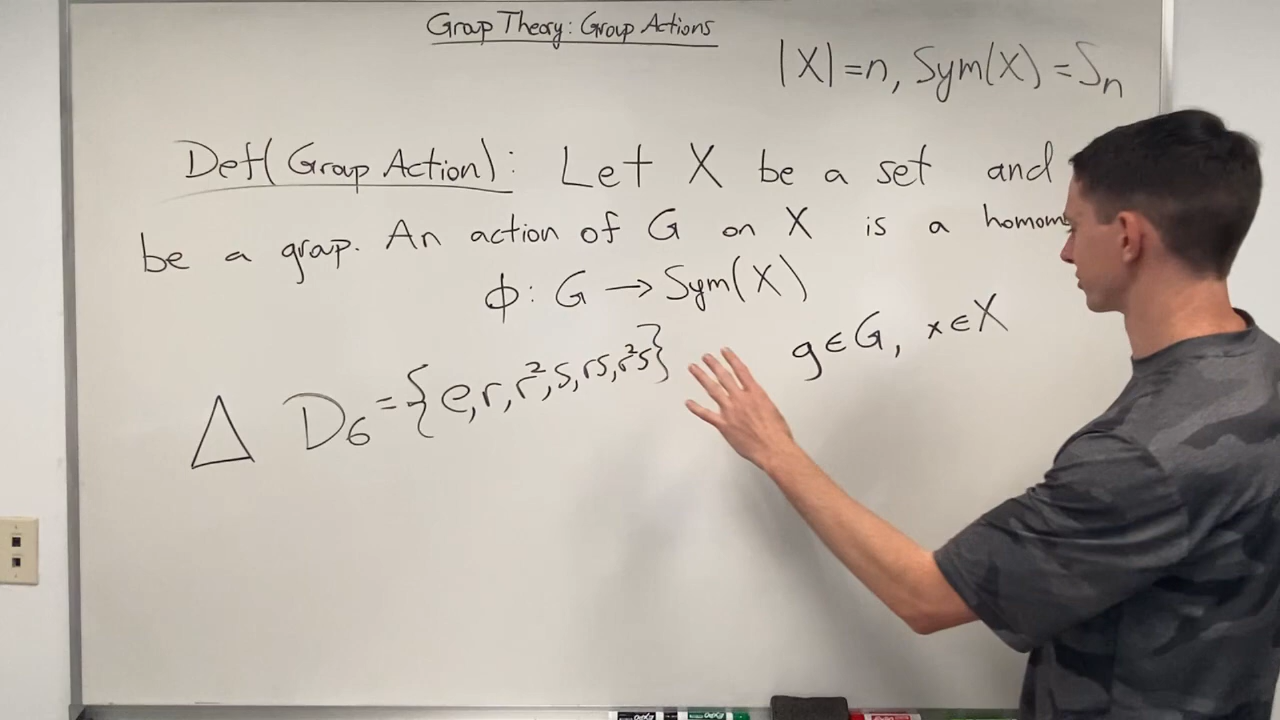 Group Theory: Group Actions
|X|=n, Sym(X)=Sn
Def(Group Action): Let X be a set and
be a group. An action of G on X is a homom
ϕ: G → Sym(X)
g∈G, x∈X
△ D₆={e,r,r²,s,rs,r²s}